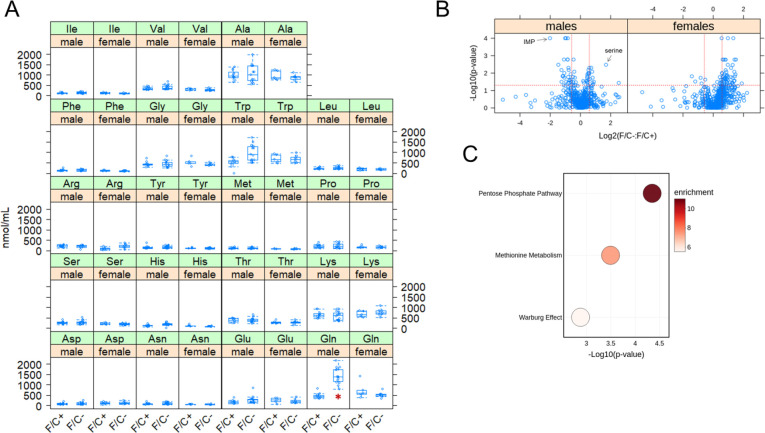 A
Ile Ile Val Val Ala Ala
male female male female male female
2000
1500
1000
500
Phe Phe Gly Gly Trp Trp Leu Leu
male female male female male female male female
2000
1500
1000
500
Arg Arg Tyr Tyr Met Met Pro Pro
male female male female male female male female
2000
1500
1000
500
nmol/mL
Ser Ser His His Thr Thr Lys Lys
male female male female male female male female
2000
1500
1000
500
Asp Asp Asn Asn Glu Glu Gln Gln
male female male female male female male female
2000
1500
1000
500
*
F/C+ F/C- F/C+ F/C- F/C+ F/C- F/C+ F/C- F/C+ F/C- F/C+ F/C- F/C+ F/C- F/C+ F/C-
B
-4 -2 0 2
males females
4
3
2
1
0
-Log10(p-value)
IMP
serine
-4 -2 0 2
Log2(F/C-:F/C+)
C
Pentose Phosphate Pathway
Methionine Metabolism
Warburg Effect
3 3.5 4 4.5
-Log10(p-value)
enrichment
10
8
6